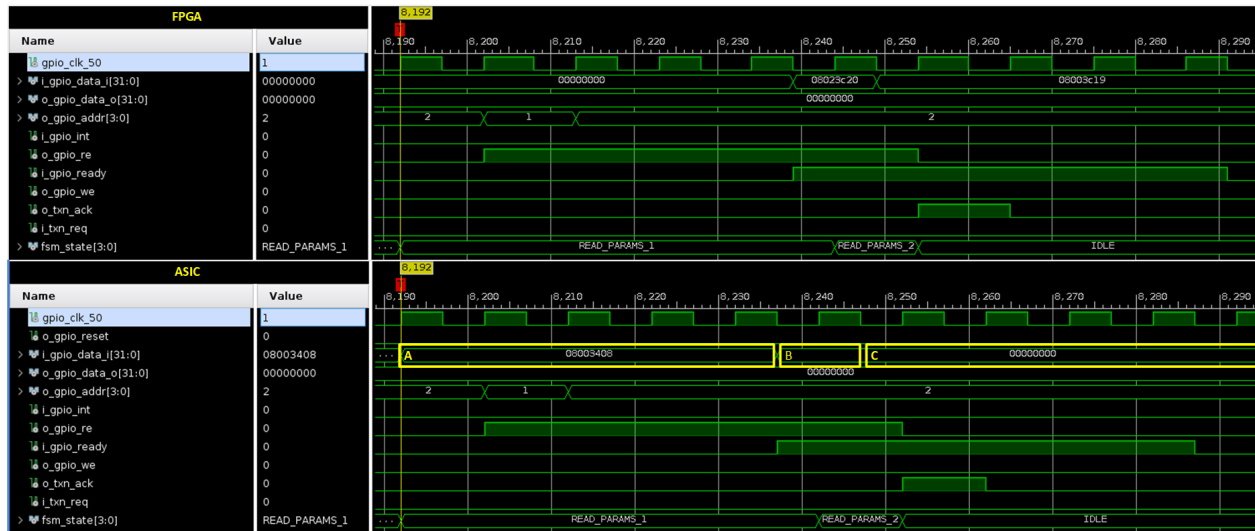 FPGA
8,192
Name Value
8,190 8,200 8,210 8,220 8,230 8,240 8,250 8,260 8,270 8,280 8,290
gpio_clk_50 1
i_gpio_data_i[31:0] 00000000 00000000 08023c20 08003c19
o_gpio_data_o[31:0] 00000000 00000000
o_gpio_addr[3:0] 2 2 1 2
i_gpio_int 0
o_gpio_re 0
i_gpio_ready 0
o_gpio_we 0
o_txn_ack 0
i_txn_req 0
fsm_state[3:0] READ_PARAMS_1 ... READ_PARAMS_1 READ_PARAMS_2 IDLE
ASIC
8,192
Name Value
8,190 8,200 8,210 8,220 8,230 8,240 8,250 8,260 8,270 8,280 8,290
gpio_clk_50 1
o_gpio_reset 0
i_gpio_data_i[31:0] 08003408 ... A 08003408 B C 00000000
o_gpio_data_o[31:0] 00000000 00000000
o_gpio_addr[3:0] 2 2 1 2
i_gpio_int 0
o_gpio_re 0
i_gpio_ready 0
o_gpio_we 0
o_txn_ack 0
i_txn_req 0
fsm_state[3:0] READ_PARAMS_1 ... READ_PARAMS_1 READ_PARAMS_2 IDLE